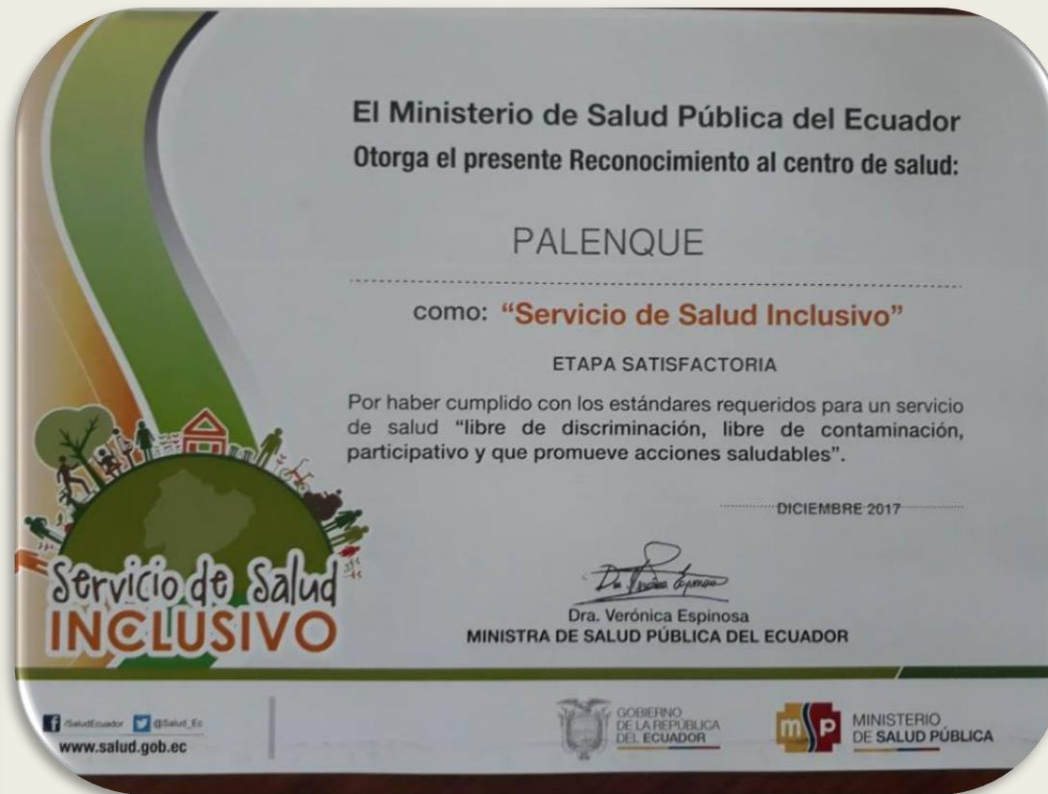 El Ministerio de Salud Pública del Ecuador
Otorga el presente Reconocimiento al centro de salud:
PALENQUE
como: “Servicio de Salud Inclusivo”
ETAPA SATISFACTORIA
Por haber cumplido con los estándares requeridos para un servicio
de salud “libre de discriminación, libre de contaminación,
participativo y que promueve acciones saludables”.
DICIEMBRE 2017
Dra. Verónica Espinosa
MINISTRA DE SALUD PÚBLICA DEL ECUADOR
Servicio de Salud
INCLUSIVO
/SaludEcuador @Salud_Ec
www.salud.gob.ec
GOBIERNO
DE LA REPÚBLICA
DEL ECUADOR
msp
MINISTERIO
DE SALUD PÚBLICA